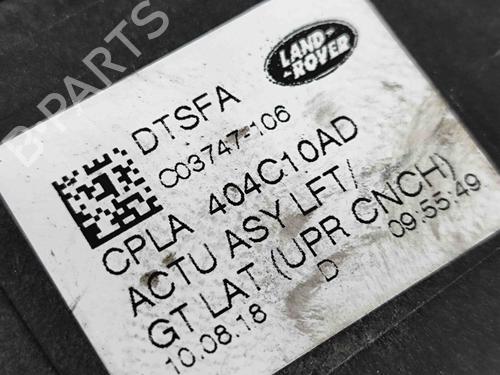 B-PARTS
LAND-
-ROVER
DTSFA
C03747-106
CPLA 404C10AD
ACTU ASY LFT/
GT LAT (UPR CNCH)
10.08.18 D 09:55:49